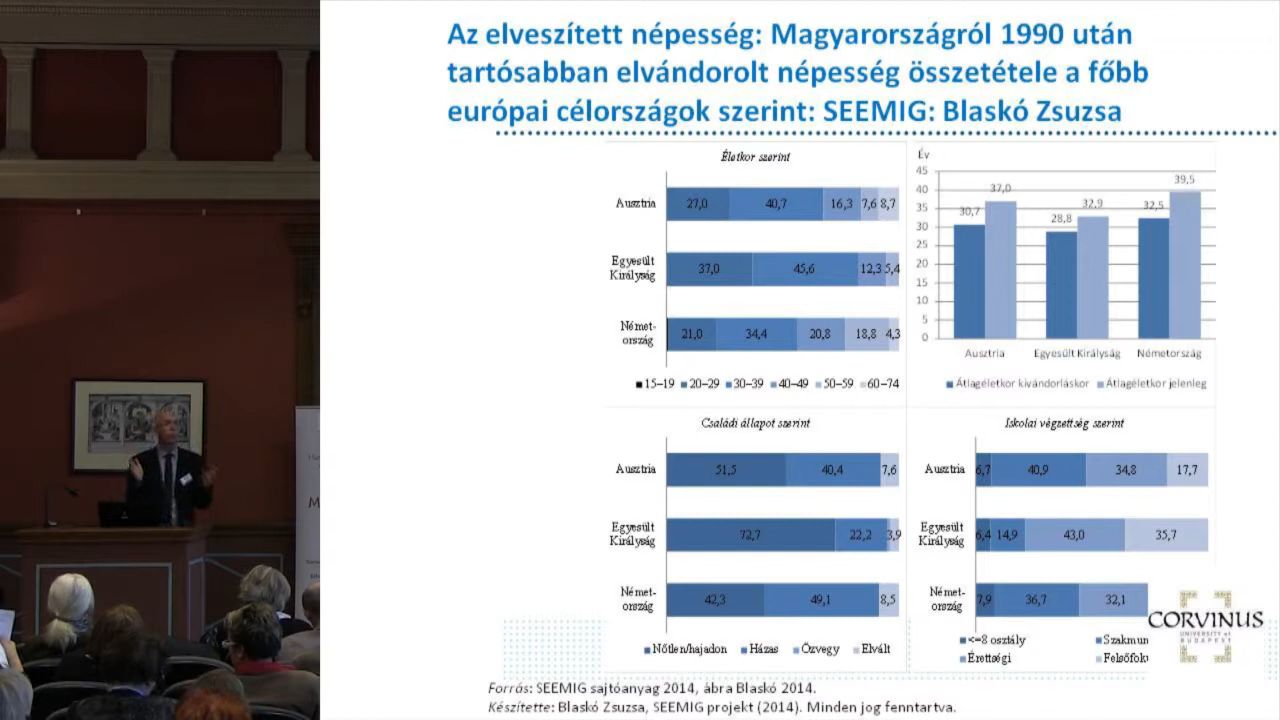 Az elveszített népesség: Magyarországról 1990 után
tartósabban elvándorolt népesség összetétele a főbb
európai célországok szerint: SEEMIG: Blaskó Zsuzsa
Életkor szerint
Ausztria 27,0 40,7 16,3 7,6 8,7
Egyesült
Királyság 37,0 45,6 12,3 5,4
Német-
ország 21,0 34,4 20,8 18,8 4,3
15–19 20–29 30–39 40–49 50–59 60–74
Év
45
40
35
30
25
20
15
10
5
0
30,7 37,0 28,8 32,9 32,5 39,5
Ausztria Egyesült Királyság Németország
Átlagéletkor kivándorláskor Átlagéletkor jelenleg
Családi állapot szerint
Ausztria 51,5 40,4 7,6
Egyesült
Királyság 72,7 22,2 3,9
Német-
ország 42,3 49,1 8,5
Nőtlen/hajadon Házas Özvegy Elvált
Iskolai végzettség szerint
Ausztria 6,7 40,9 34,8 17,7
Egyesült
Királyság 6,4 14,9 43,0 35,7
Német-
ország 7,9 36,7 32,1
<=8 osztály Szakmun
Érettségi Felsőfok
CORVINUS
UNIVERSITY of
BUDAPEST
Forrás: SEEMIG sajtóanyag 2014, ábra Blaskó 2014.
Készítette: Blaskó Zsuzsa, SEEMIG projekt (2014). Minden jog fenntartva.